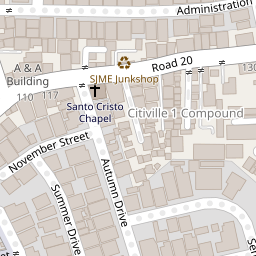 Administration
Road 20
A & A
Building
SJME Junkshop
130
110
117
Santo Cristo
Chapel
Citiville 1 Compound
November Street
Autumn Drive
Summer Drive